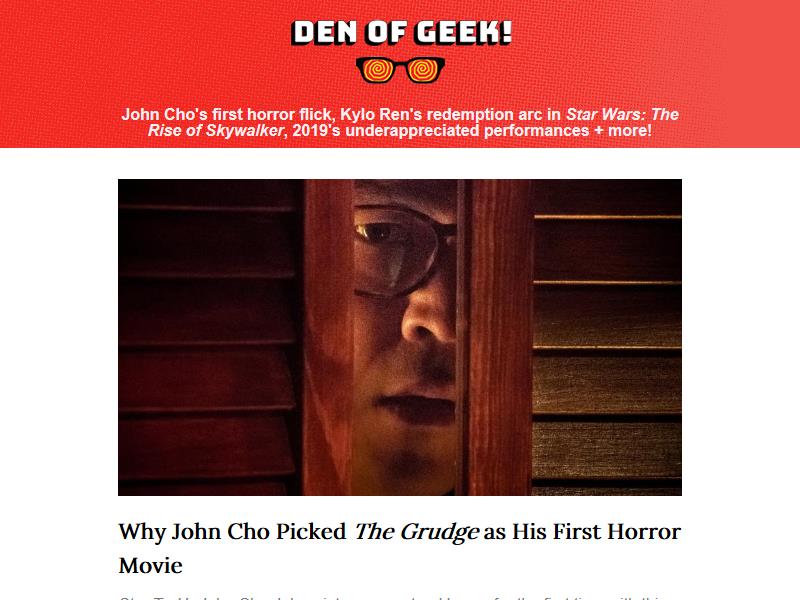 DEN OF GEEK!
John Cho's first horror flick, Kylo Ren's redemption arc in Star Wars: The
Rise of Skywalker, 2019's underappreciated performances + more!
Why John Cho Picked The Grudge as His First Horror
Movie